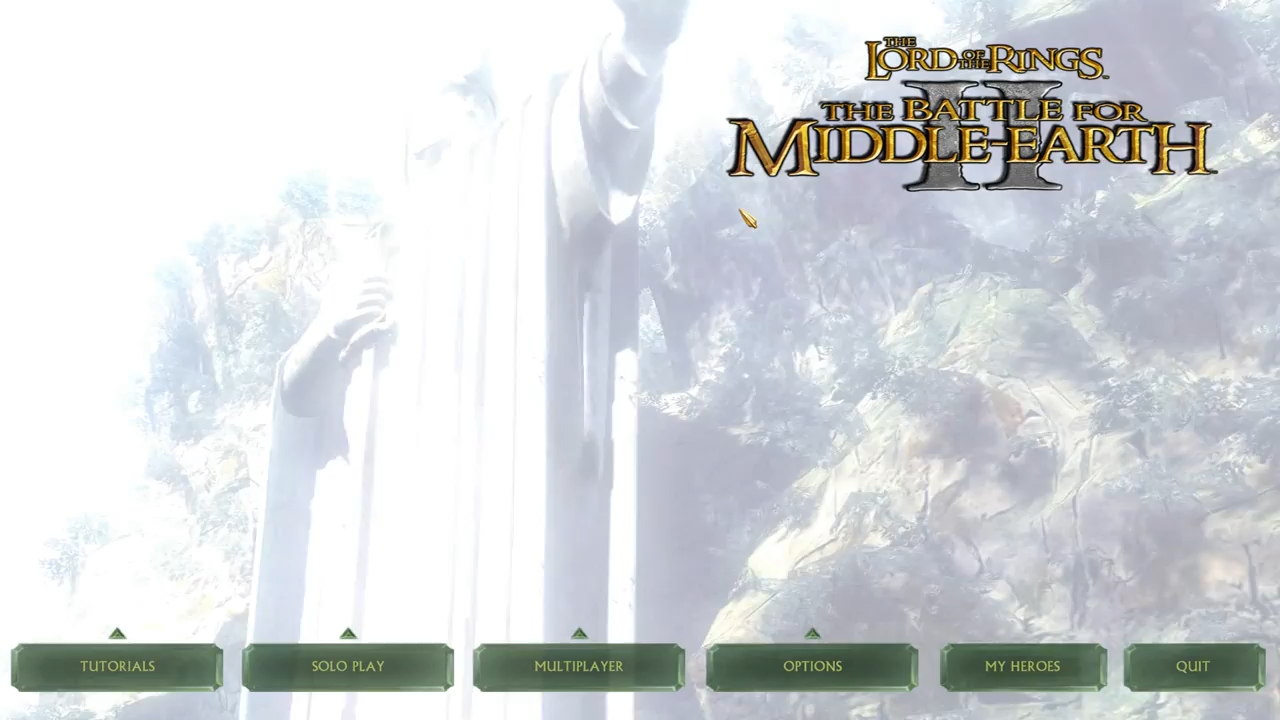 THE
LORD OF THE RINGS
II
THE BATTLE FOR
MIDDLE-EARTH
TUTORIALS
SOLO PLAY
MULTIPLAYER
OPTIONS
MY HEROES
QUIT